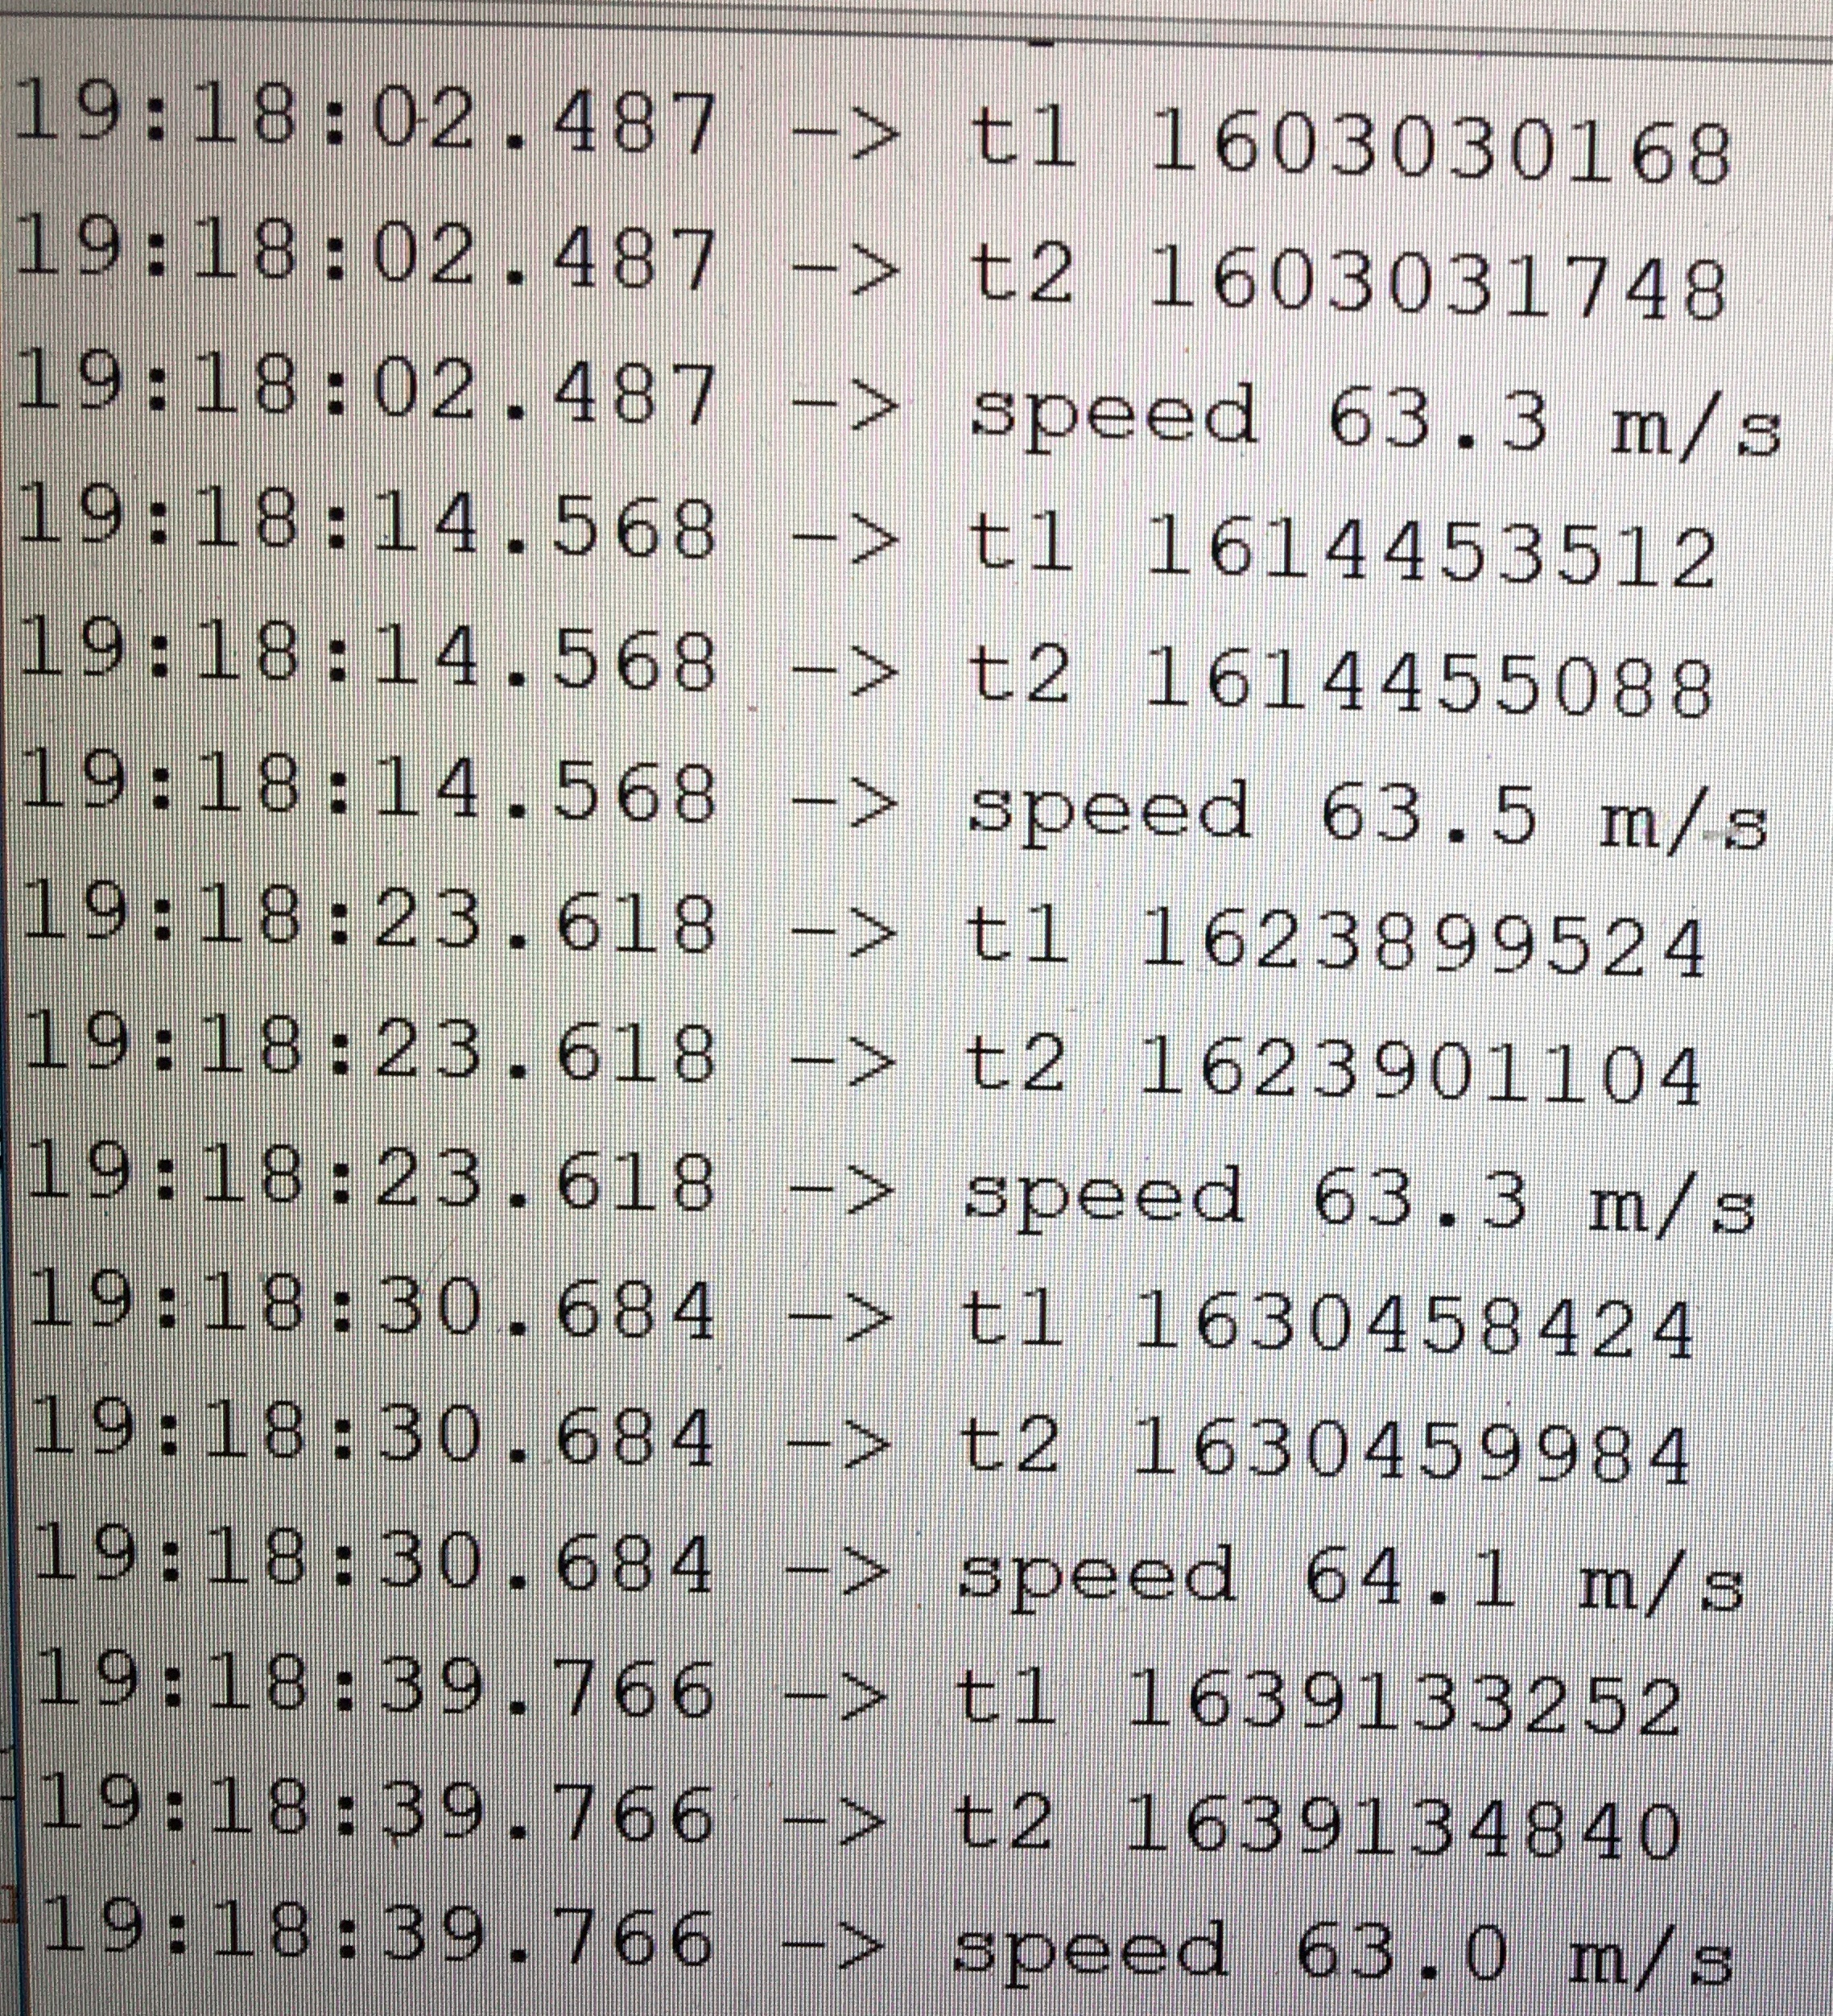 19:18:02.487 -> t1 1603030168
19:18:02.487 -> t2 1603031748
19:18:02.487 -> speed 63.3 m/s
19:18:14.568 -> t1 1614453512
19:18:14.568 -> t2 1614455088
19:18:14.568 -> speed 63.5 m/s
19:18:23.618 -> t1 1623899524
19:18:23.618 -> t2 1623901104
19:18:23.618 -> speed 63.3 m/s
19:18:30.684 -> t1 1630458424
19:18:30.684 -> t2 1630459984
19:18:30.684 -> speed 64.1 m/s
19:18:39.766 -> t1 1639133252
19:18:39.766 -> t2 1639134840
19:18:39.766 -> speed 63.0 m/s